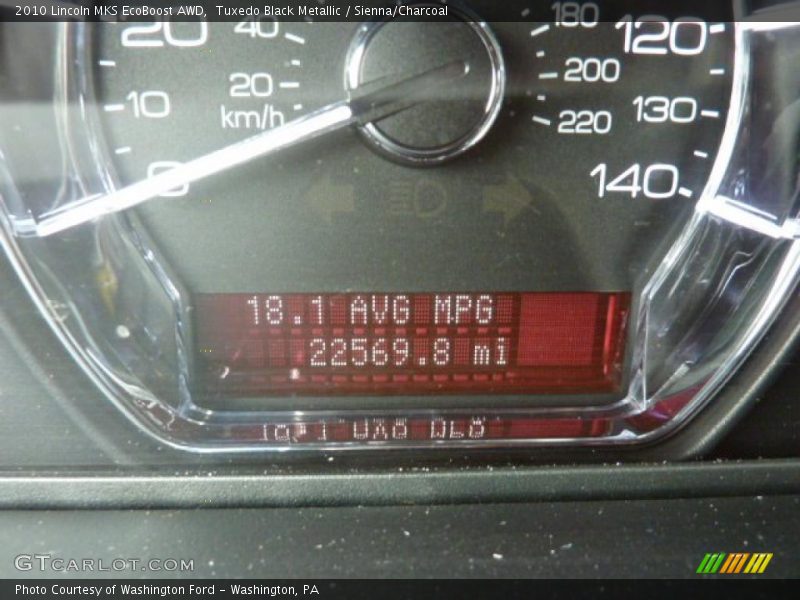 2010 Lincoln MKS EcoBoost AWD,  Tuxedo Black Metallic / Sienna/Charcoal
20 40 180 120
20 200
10 130
km/h 220
0 140
18.1 AVG MPG
22569.8 mi
GTCARLOT.COM
Photo Courtesy of Washington Ford - Washington, PA